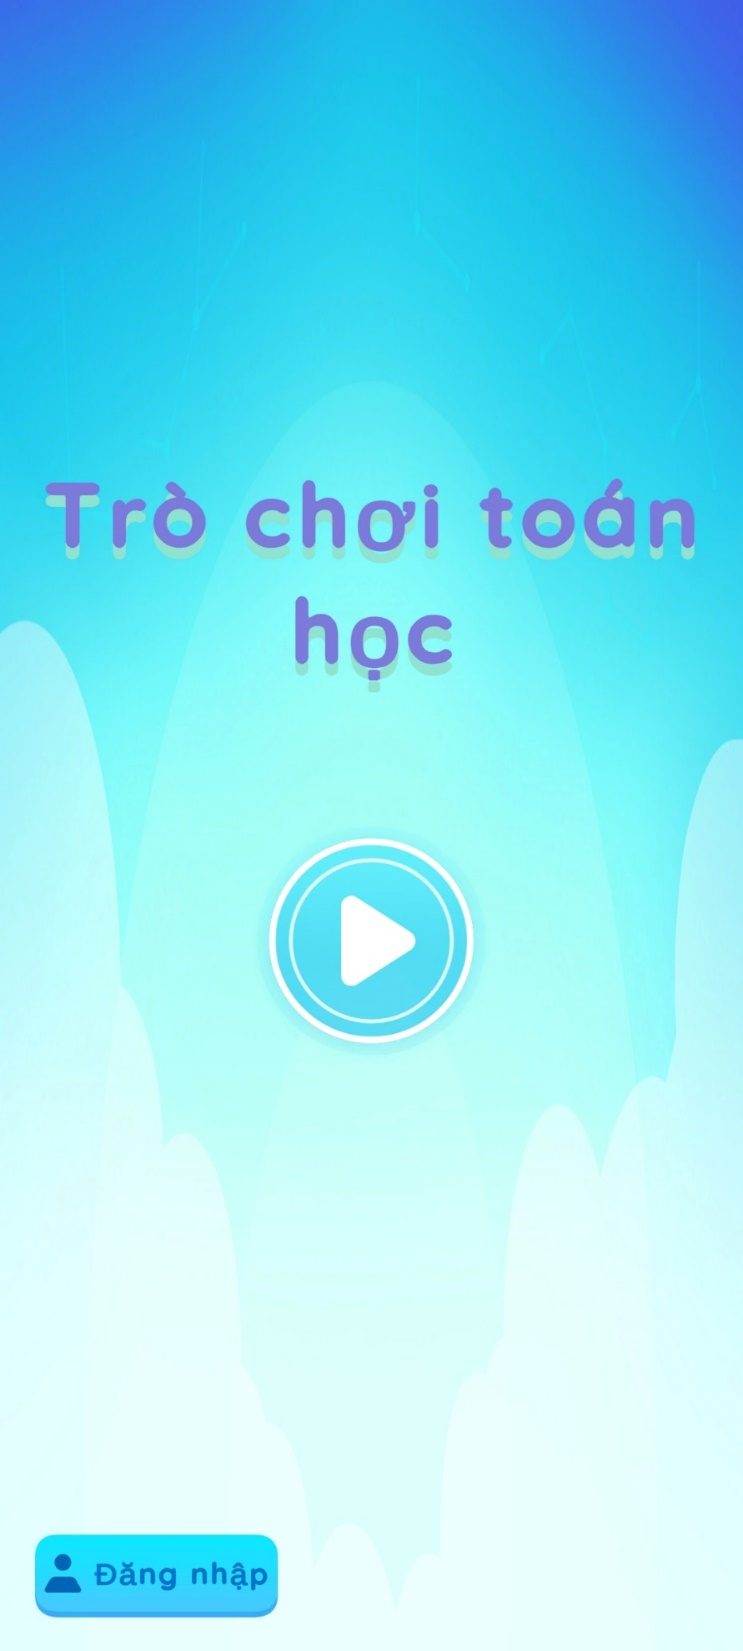 Trò chơi toán
học
Đăng nhập